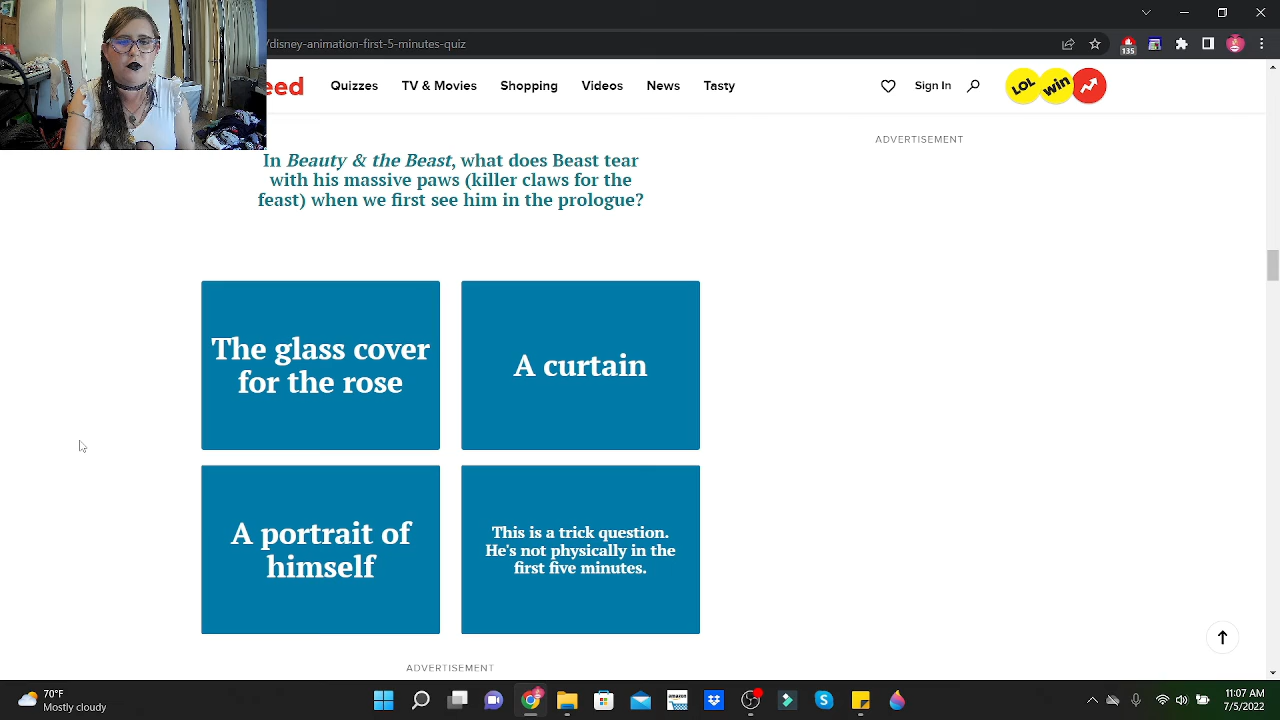 /disney-animation-first-5-minutes-quiz
135
eed Quizzes TV & Movies Shopping Videos News Tasty Sign In LOL win
ADVERTISEMENT
In Beauty & the Beast, what does Beast tear
with his massive paws (killer claws for the
feast) when we first see him in the prologue?
The glass cover
for the rose
A curtain
A portrait of
himself
This is a trick question.
He's not physically in the
first five minutes.
ADVERTISEMENT
70°F
Mostly cloudy
amazon
11:07 AM
7/5/2022